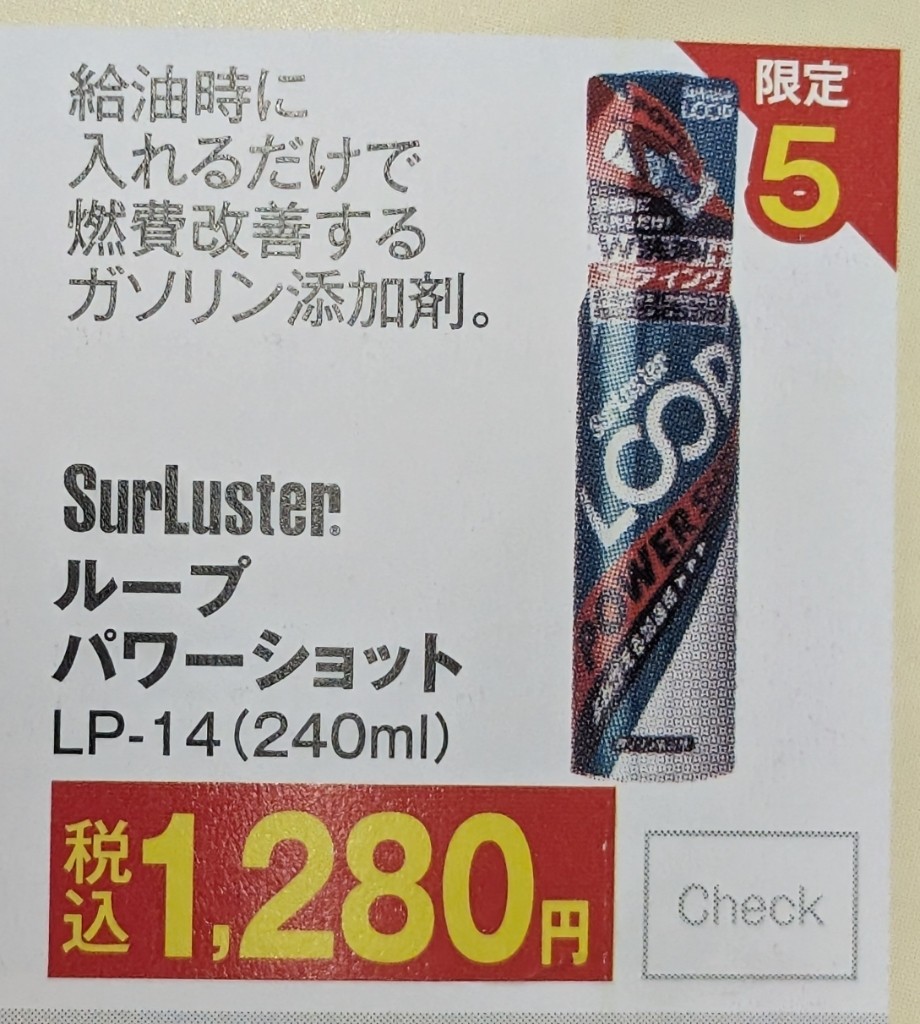 給油時に
入れるだけで
燃費改善する
ガソリン添加剤。
限定
5
SurLuster
LOOP
POWER
SurLuster®
ループ
パワーショット
LP-14(240ml)
税込1,280円
Check